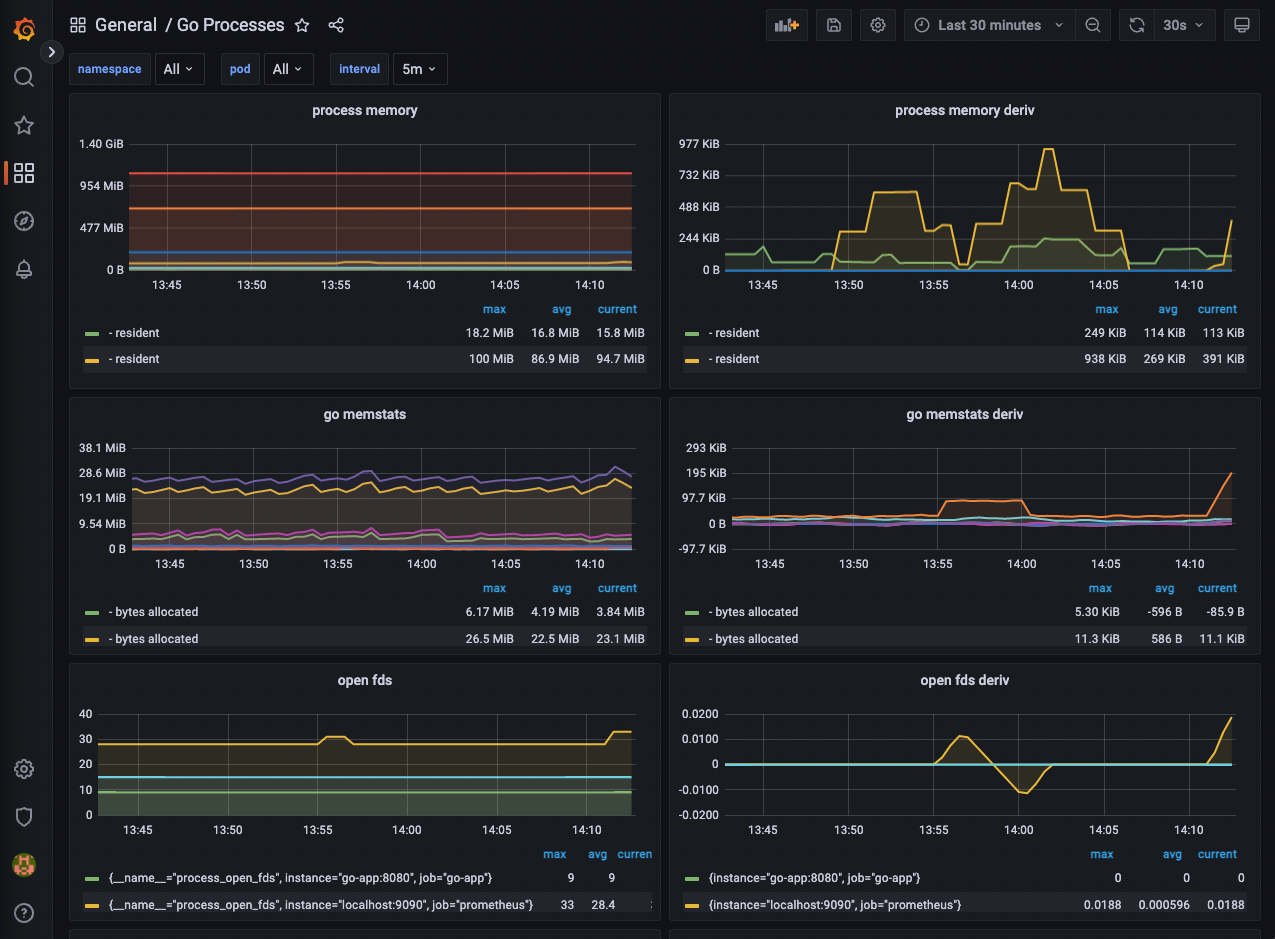 General / Go Processes
Last 30 minutes
30s
namespace All pod All interval 5m
process memory
1.40 GiB
954 MiB
477 MiB
0 B
13:45 13:50 13:55 14:00 14:05 14:10
max avg current
- resident 18.2 MiB 16.8 MiB 15.8 MiB
- resident 100 MiB 86.9 MiB 94.7 MiB
process memory deriv
977 KiB
732 KiB
488 KiB
244 KiB
0 B
13:45 13:50 13:55 14:00 14:05 14:10
max avg current
- resident 249 KiB 114 KiB 113 KiB
- resident 938 KiB 269 KiB 391 KiB
go memstats
38.1 MiB
28.6 MiB
19.1 MiB
9.54 MiB
0 B
13:45 13:50 13:55 14:00 14:05 14:10
max avg current
- bytes allocated 6.17 MiB 4.19 MiB 3.84 MiB
- bytes allocated 26.5 MiB 22.5 MiB 23.1 MiB
go memstats deriv
293 KiB
195 KiB
97.7 KiB
0 B
-97.7 KiB
13:45 13:50 13:55 14:00 14:05 14:10
max avg current
- bytes allocated 5.30 KiB -596 B -85.9 B
- bytes allocated 11.3 KiB 586 B 11.1 KiB
open fds
40
30
20
10
0
13:45 13:50 13:55 14:00 14:05 14:10
max avg curren
{__name__="process_open_fds", instance="go-app:8080", job="go-app"} 9 9
{__name__="process_open_fds", instance="localhost:9090", job="prometheus"} 33 28.4
open fds deriv
0.0200
0.0100
0
-0.0100
-0.0200
13:45 13:50 13:55 14:00 14:05 14:10
max avg current
{instance="go-app:8080", job="go-app"} 0 0 0
{instance="localhost:9090", job="prometheus"} 0.0188 0.000596 0.0188